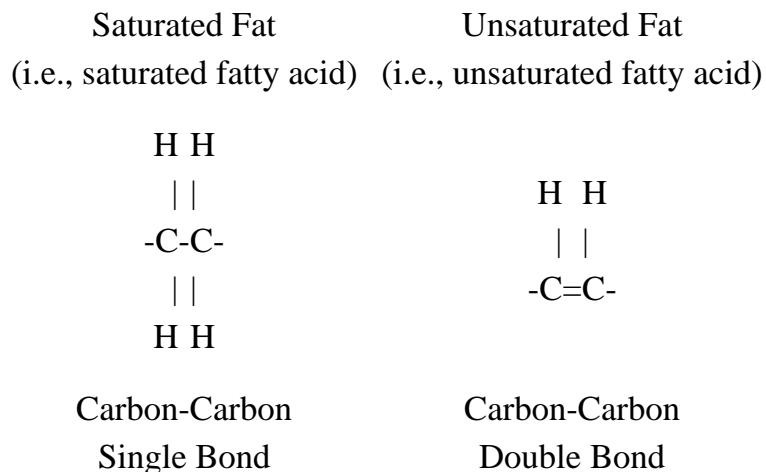 Saturated Fat
(i.e., saturated fatty acid)
H H
| |
-C-C-
| |
H H
Carbon-Carbon
Single Bond
Unsaturated Fat
(i.e., unsaturated fatty acid)
H H
| |
-C=C-
Carbon-Carbon
Double Bond